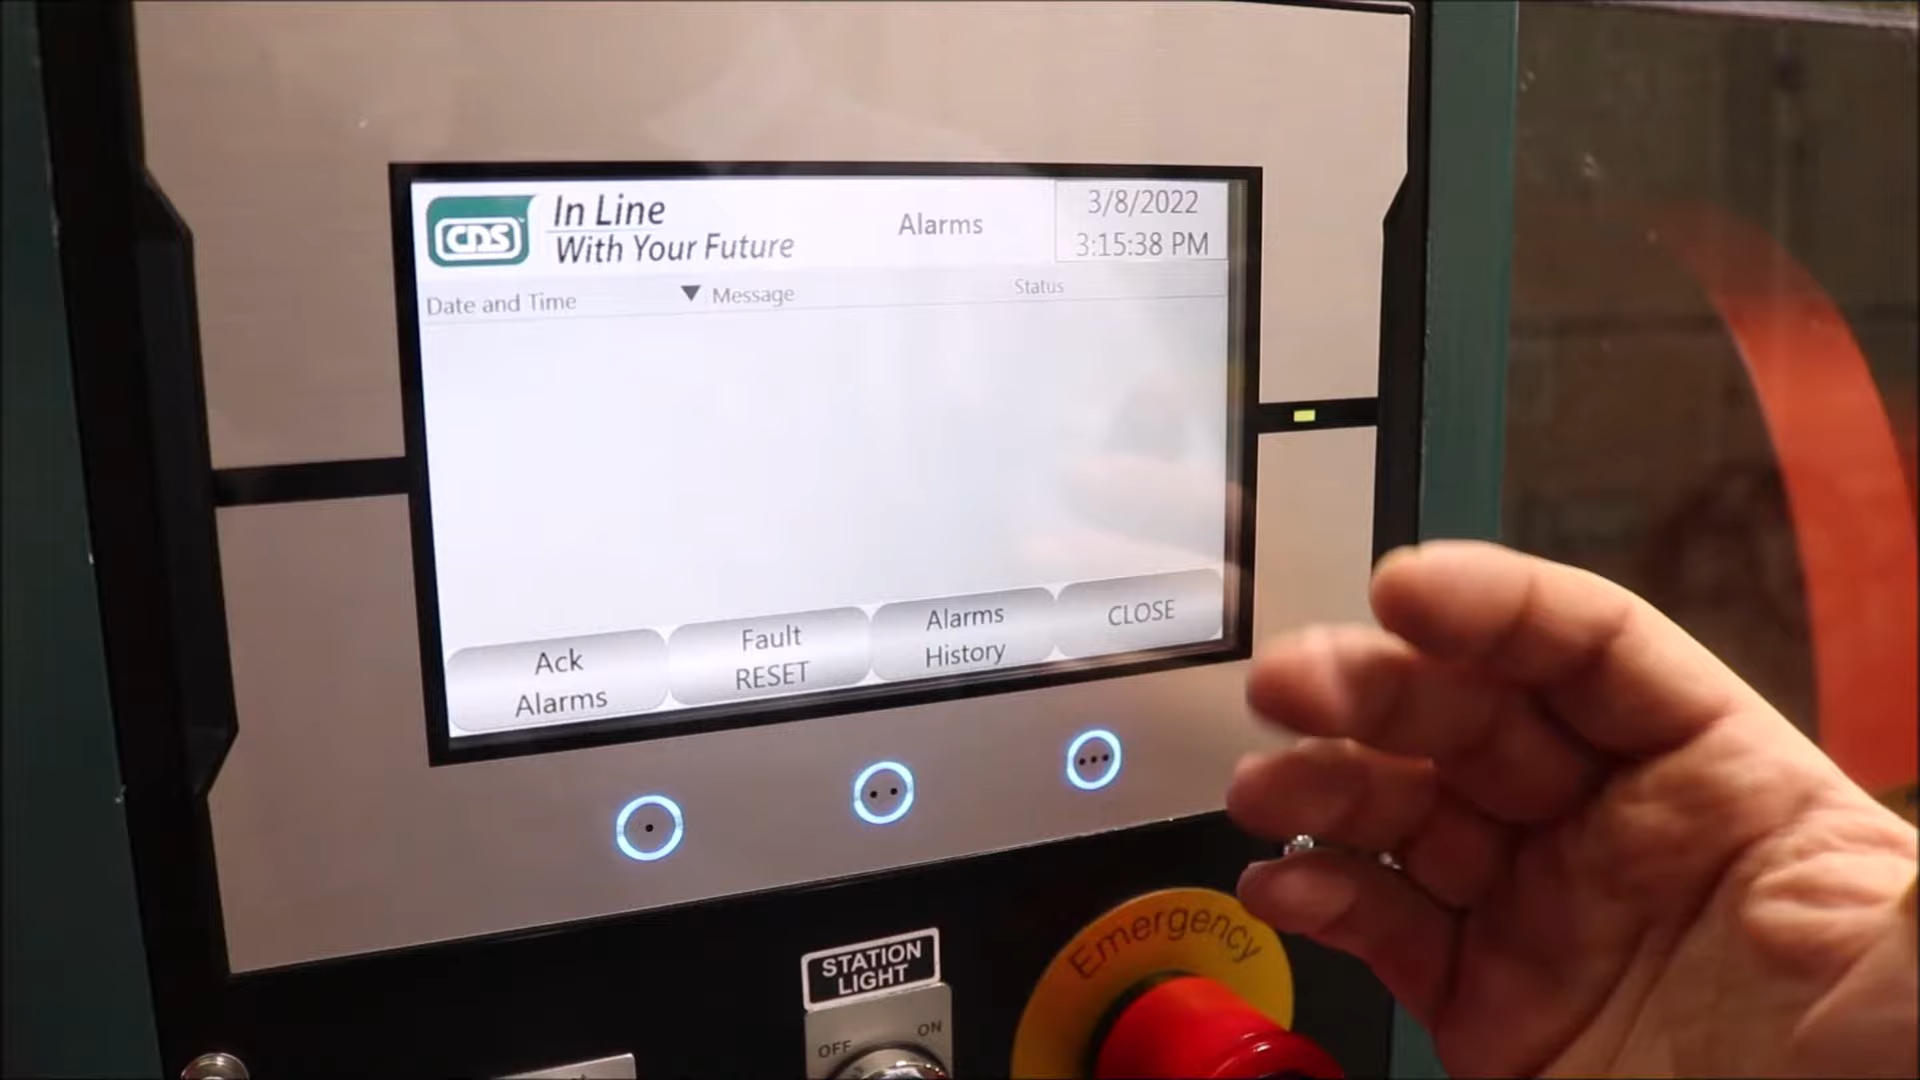 CDS
In Line
With Your Future
Alarms
3/8/2022
3:15:38 PM
Date and Time
Message
Status
Ack
Alarms
Fault
RESET
Alarms
History
CLOSE
STATION
LIGHT
OFF
ON
Emergency